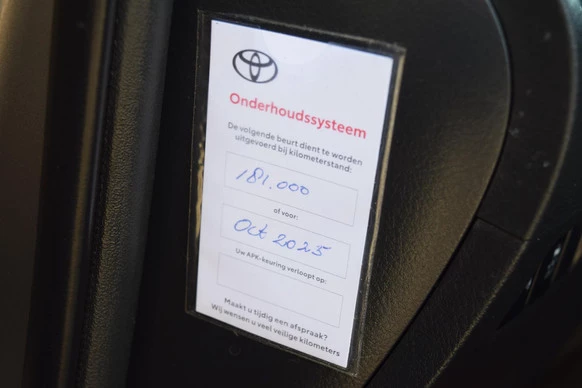 Onderhoudssysteem
De volgende beurt dient te worden
uitgevoerd bij kilometerstand:
181.000
of voor:
Oct 2025
Uw APK-keuring verloopt op:
Maakt u tijdig een afspraak?
Wij wensen u veel veilige kilometers